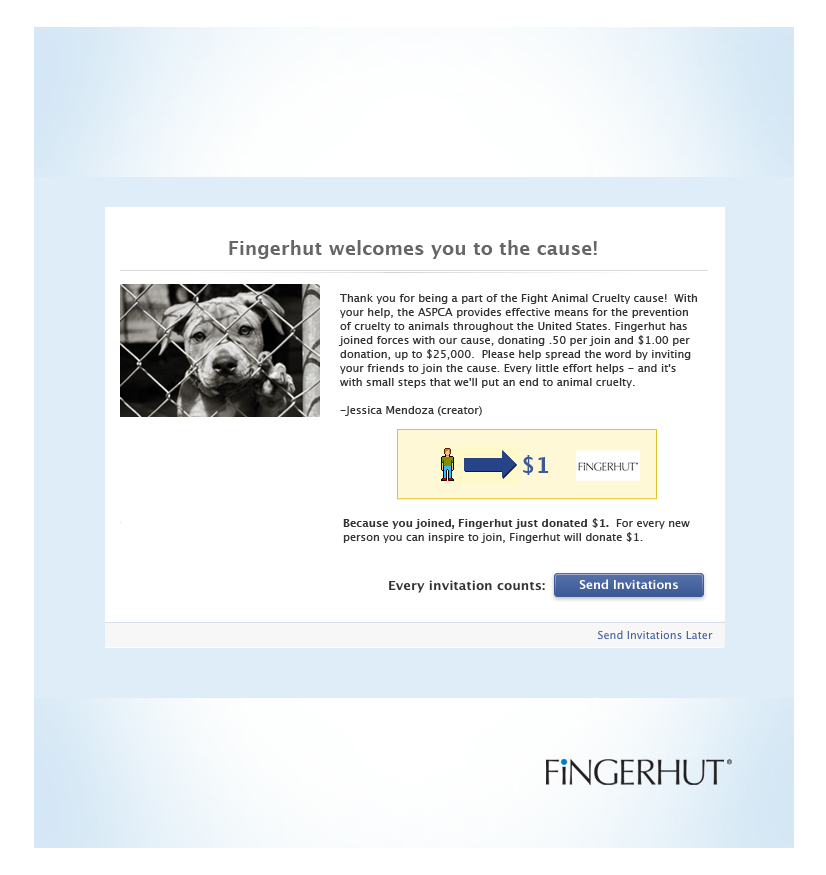 Fingerhut welcomes you to the cause!
Thank you for being a part of the Fight Animal Cruelty cause!  With
your help, the ASPCA provides effective means for the prevention
of cruelty to animals throughout the United States. Fingerhut has
joined forces with our cause, donating .50 per join and $1.00 per
donation, up to $25,000.  Please help spread the word by inviting
your friends to join the cause. Every little effort helps – and it's
with small steps that we'll put an end to animal cruelty.
–Jessica Mendoza (creator)
$1 FINGERHUT®
Because you joined, Fingerhut just donated $1.  For every new
person you can inspire to join, Fingerhut will donate $1.
Every invitation counts: Send Invitations
Send Invitations Later
FiNGERHUT®